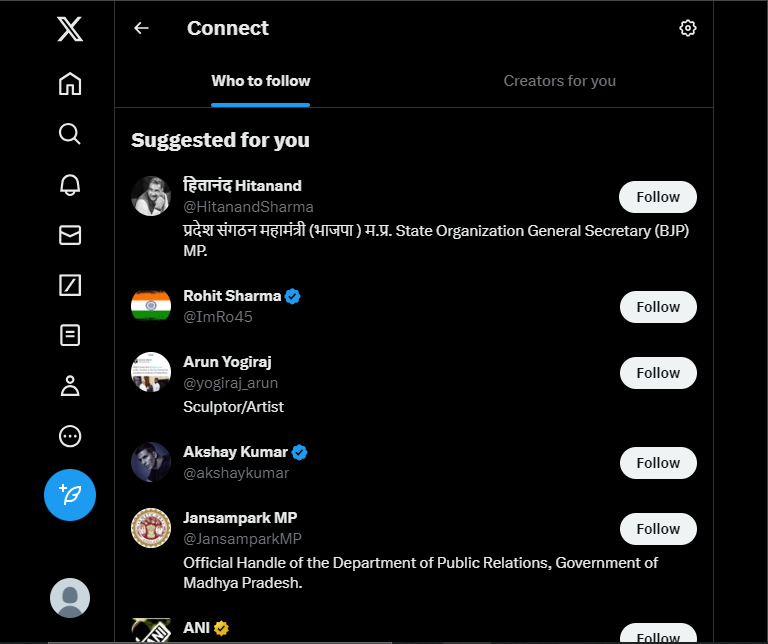 Connect
Who to follow
Creators for you
Suggested for you
हितानंद Hitanand
@HitanandSharma
Follow
प्रदेश संगठन महामंत्री (भाजपा ) म.प्र. State Organization General Secretary (BJP)
MP.
Rohit Sharma
@ImRo45
Follow
Arun Yogiraj
@yogiraj_arun
Follow
Sculptor/Artist
Akshay Kumar
@akshaykumar
Follow
Jansampark MP
@JansamparkMP
Follow
Official Handle of the Department of Public Relations, Government of
Madhya Pradesh.
ANI
Follow